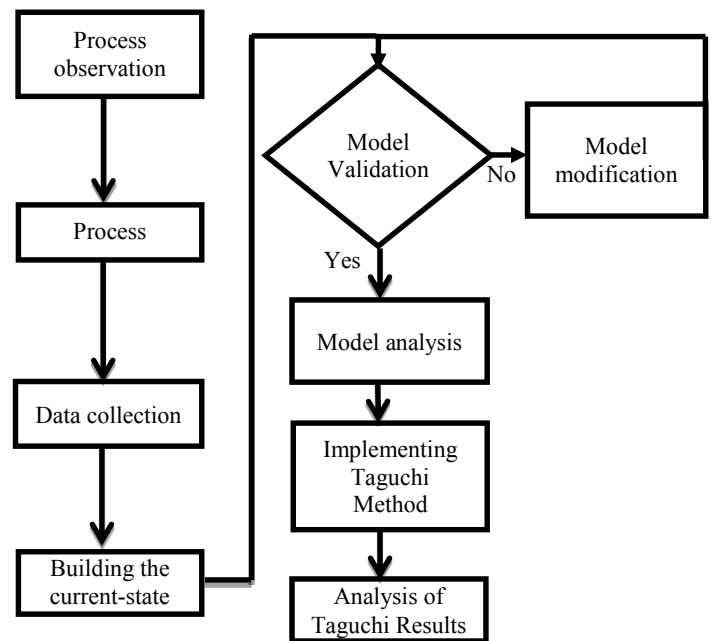 Process
observation
Process
Data collection
Building the
current-state
Model
Validation
No
Model
modification
Yes
Model analysis
Implementing
Taguchi
Method
Analysis of
Taguchi Results